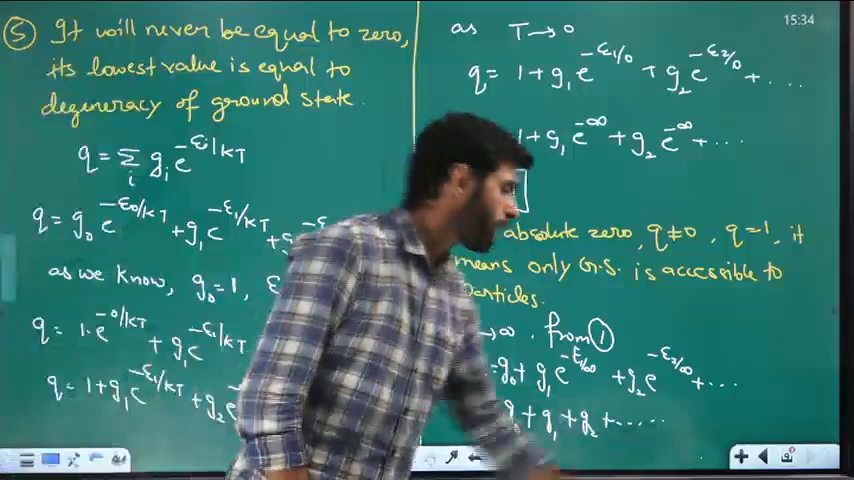 ⑤ It will never be equal to zero,
its lowest value is equal to
degeneracy of ground state.
q = Σ_i g_i e^{-εi/KT}
q = g₀ e^{-ε₀/KT} + g₁ e^{-ε₁/KT} +
as we know, g₀ = 1,
q = 1·e^{-0/KT} + g₁ e^{-ε₁/KT}
q = 1 + g₁ e^{-ε₁/KT} + g₂ e
15:34
as T → 0
q = 1 + g₁ e^{-ε₁/0} + g₂ e^{-ε₂/0} + ....
1 + g₁ e^{-∞} + g₂ e^{-∞} + ....
absolute zero, q ≠ 0, q = 1, it
means only G.S. is accessible to
particles.
→ ∞. from ①
= g₀ + g₁ e^{-ε₁/∞} + g₂ e^{-ε₂/∞} + ...
g₀ + g₁ + g₂ + ......